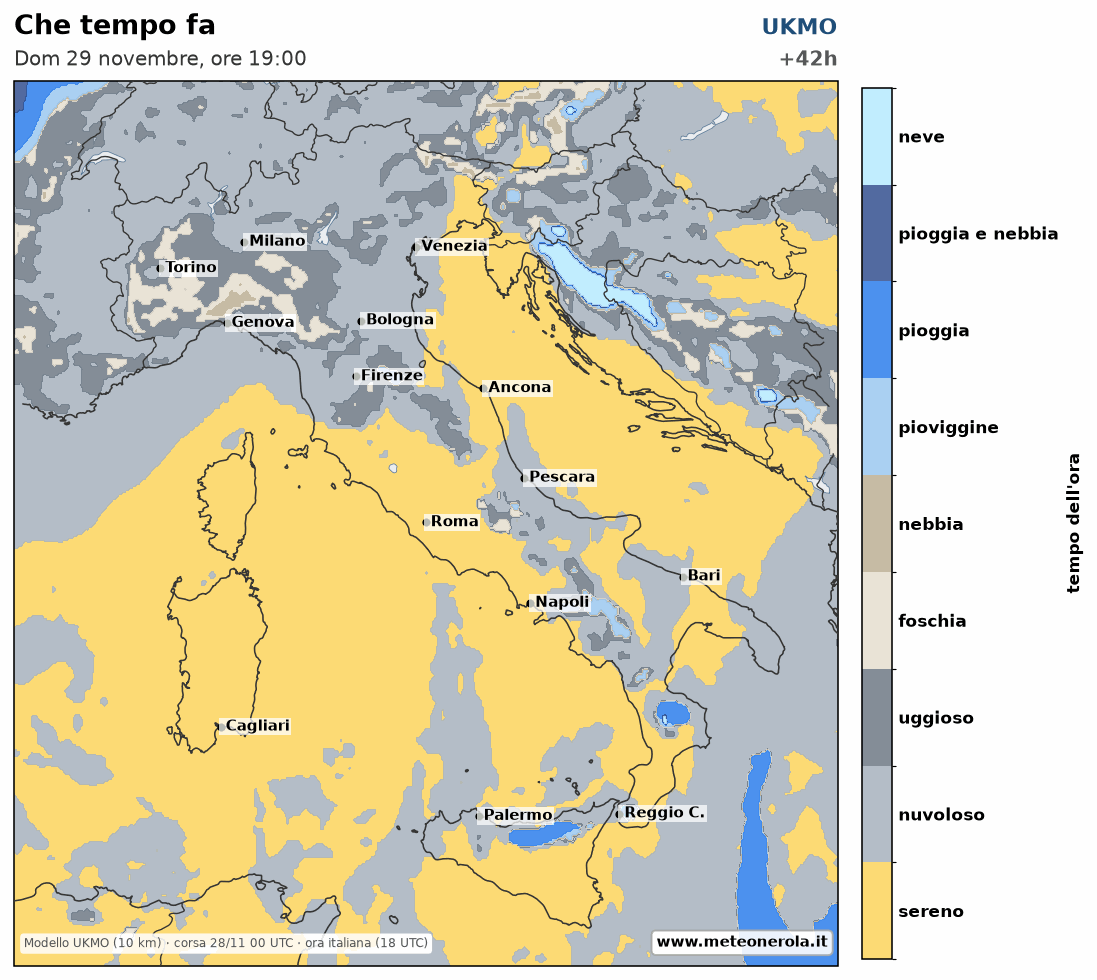 Che tempo fa
UKMO
Dom 29 novembre, ore 19:00
+42h
neve
pioggia e nebbia
pioggia
pioviggine
nebbia
foschia
uggioso
nuvoloso
sereno
tempo dell'ora
Milano
Venezia
Torino
Genova
Bologna
Firenze
Ancona
Pescara
Roma
Bari
Napoli
Cagliari
Palermo
Reggio C.
Modello UKMO (10 km) · corsa 28/11 00 UTC · ora italiana (18 UTC)
www.meteonerola.it